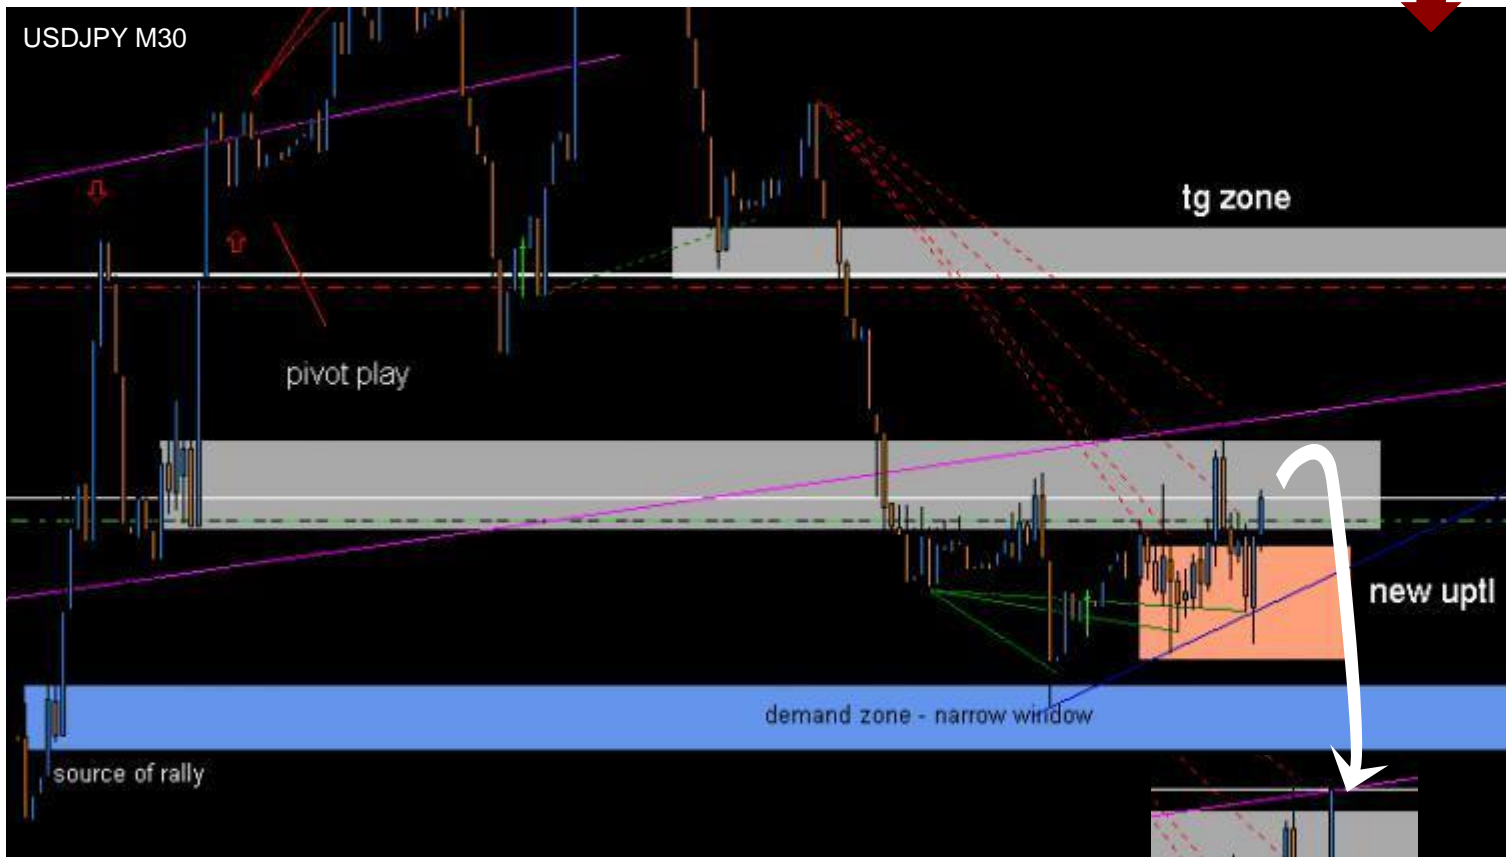 USDJPY M30
tg zone
pivot play
new uptl
demand zone - narrow window
source of rally